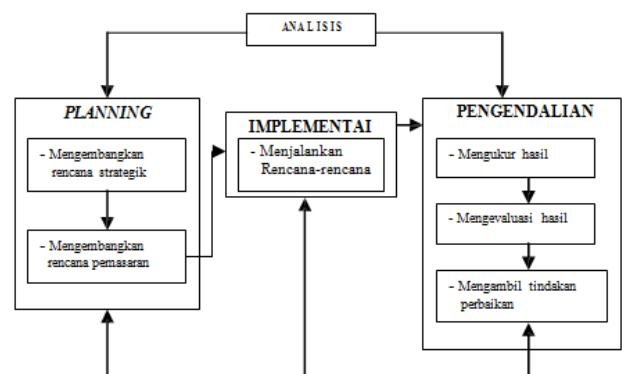 ANALISIS
PLANNING
- Mengembangkan
rencana strategik
- Mengembangkan
rencana pemasaran
IMPLEMENTAI
- Menjalankan
Rencana-rencana
PENGENDALIAN
- Mengukur hasil
- Mengevaluasi hasil
- Mengambil tindakan
perbaikan